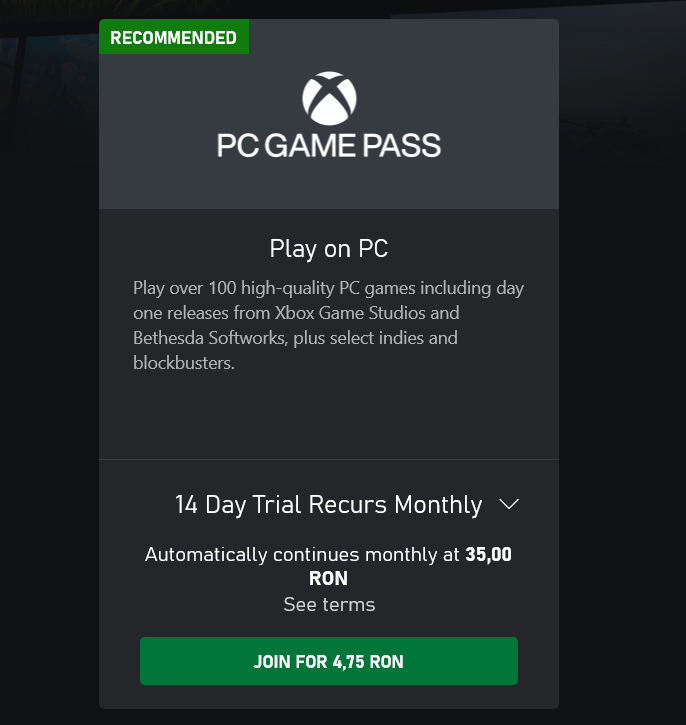 RECOMMENDED
PC GAME PASS
Play on PC
Play over 100 high-quality PC games including day
one releases from Xbox Game Studios and
Bethesda Softworks, plus select indies and
blockbusters.
14 Day Trial Recurs Monthly
Automatically continues monthly at 35,00
RON
See terms
JOIN FOR 4,75 RON